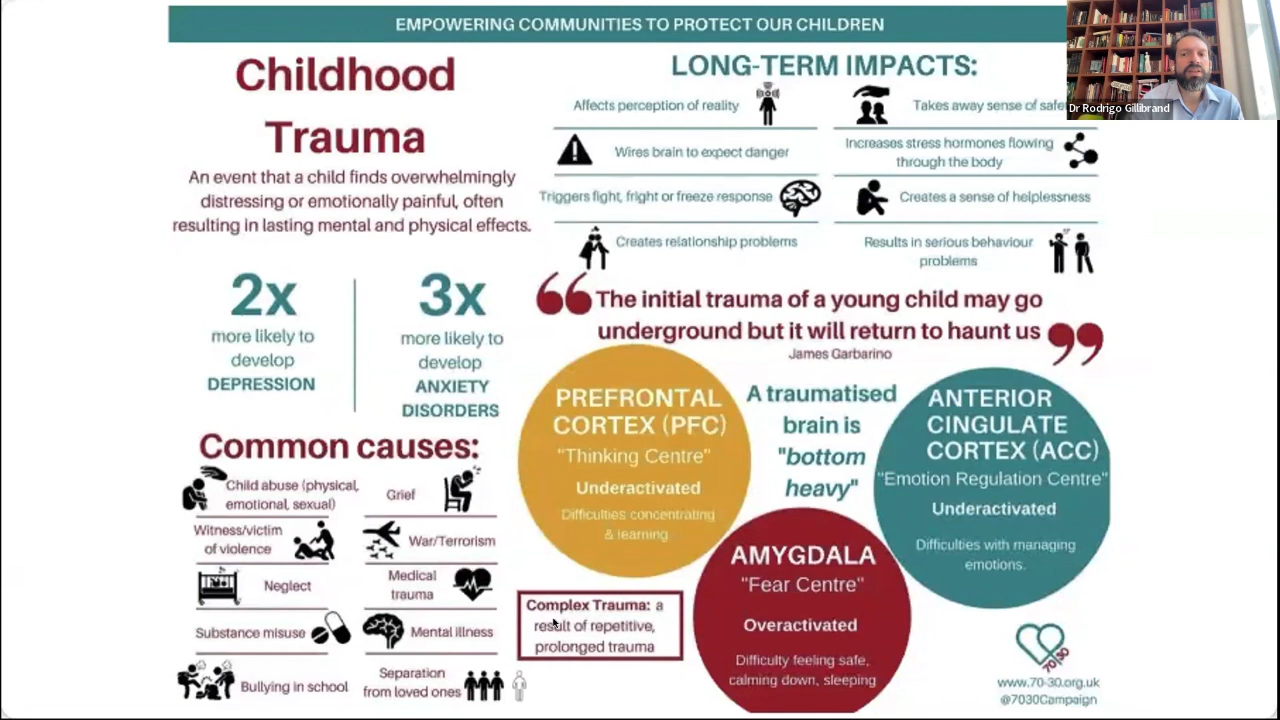 EMPOWERING COMMUNITIES TO PROTECT OUR CHILDREN
Dr Rodrigo Gillibrand
Childhood
Trauma
An event that a child finds overwhelmingly
distressing or emotionally painful, often
resulting in lasting mental and physical effects.
2x
more likely to
develop
DEPRESSION
3x
more likely to
develop
ANXIETY
DISORDERS
Common causes:
Child abuse (physical,
emotional, sexual)
Grief
Witness/victim
of violence
War/Terrorism
Neglect
Medical
trauma
Substance misuse
Mental illness
Bullying in school
Separation
from loved ones
LONG-TERM IMPACTS:
Affects perception of reality
Takes away sense of safe
Wires brain to expect danger
Increases stress hormones flowing
through the body
Triggers fight, fright or freeze response
Creates a sense of helplessness
Creates relationship problems
Results in serious behaviour
problems
“The initial trauma of a young child may go
underground but it will return to haunt us”
James Garbarino
PREFRONTAL
CORTEX (PFC)
"Thinking Centre"
Underactivated
Difficulties concentrating
& learning.
A traumatised
brain is
"bottom
heavy"
ANTERIOR
CINGULATE
CORTEX (ACC)
"Emotion Regulation Centre"
Underactivated
Difficulties with managing
emotions.
AMYGDALA
"Fear Centre"
Overactivated
Difficulty feeling safe,
calming down, sleeping
Complex Trauma: a
result of repetitive,
prolonged trauma
70|30
www.70-30.org.uk
@7030Campaign